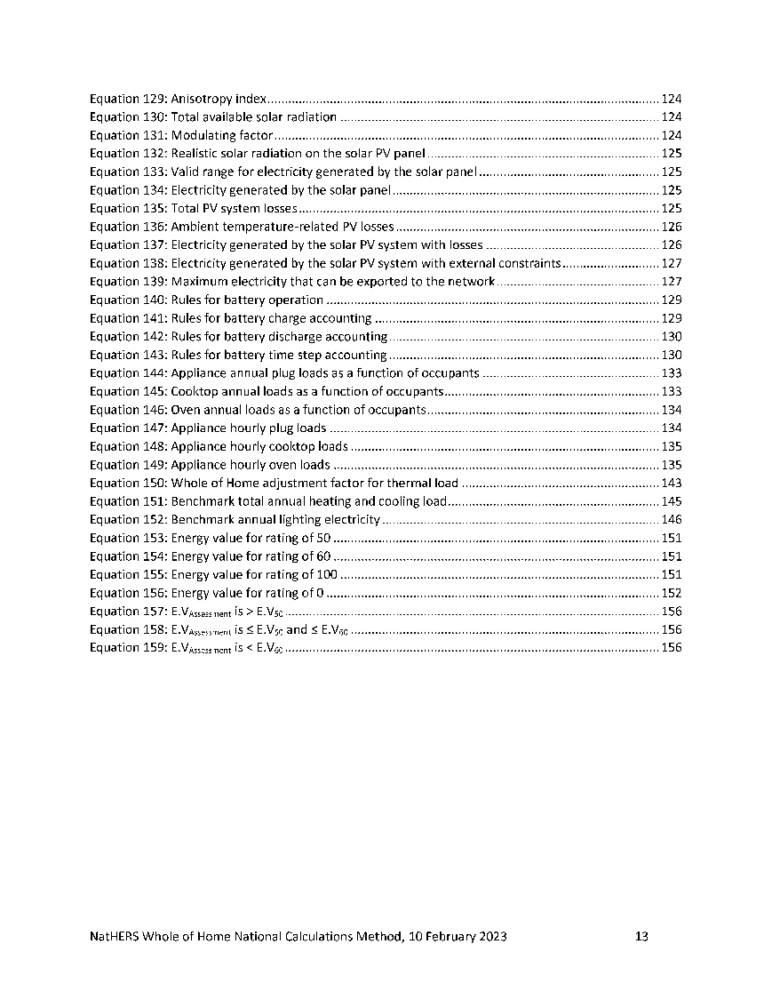 Equation 129: Anisotropy index.......... 124
Equation 130: Total available solar radiation .......... 124
Equation 131: Modulating factor.......... 124
Equation 132: Realistic solar radiation on the solar PV panel.......... 125
Equation 133: Valid range for electricity generated by the solar panel.......... 125
Equation 134: Electricity generated by the solar panel.......... 125
Equation 135: Total PV system losses.......... 125
Equation 136: Ambient temperature-related PV losses.......... 126
Equation 137: Electricity generated by the solar PV system with losses .......... 126
Equation 138: Electricity generated by the solar PV system with external constraints.......... 127
Equation 139: Maximum electricity that can be exported to the network.......... 127
Equation 140: Rules for battery operation .......... 129
Equation 141: Rules for battery charge accounting .......... 129
Equation 142: Rules for battery discharge accounting.......... 130
Equation 143: Rules for battery time step accounting.......... 130
Equation 144: Appliance annual plug loads as a function of occupants .......... 133
Equation 145: Cooktop annual loads as a function of occupants.......... 133
Equation 146: Oven annual loads as a function of occupants.......... 134
Equation 147: Appliance hourly plug loads .......... 134
Equation 148: Appliance hourly cooktop loads .......... 135
Equation 149: Appliance hourly oven loads .......... 135
Equation 150: Whole of Home adjustment factor for thermal load .......... 143
Equation 151: Benchmark total annual heating and cooling load.......... 145
Equation 152: Benchmark annual lighting electricity .......... 146
Equation 153: Energy value for rating of 50 .......... 151
Equation 154: Energy value for rating of 60 .......... 151
Equation 155: Energy value for rating of 100 .......... 151
Equation 156: Energy value for rating of 0 .......... 152
Equation 157: E.VAssessment is > E.V50 .......... 156
Equation 158: E.VAssessment is ≤ E.V50 and ≤ E.V60 .......... 156
Equation 159: E.VAssessment is < E.V60 .......... 156
NatHERS Whole of Home National Calculations Method, 10 February 2023 13